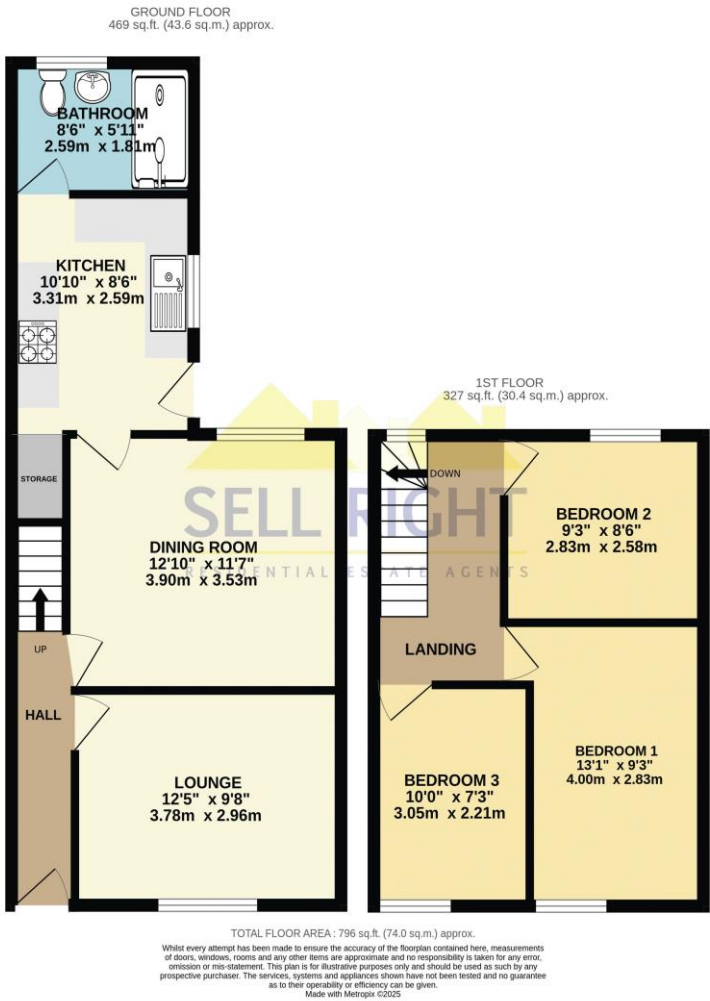 GROUND FLOOR
469 sq.ft. (43.6 sq.m.) approx.
BATHROOM
8'6" x 5'11"
2.59m x 1.81m
KITCHEN
10'10" x 8'6"
3.31m x 2.59m
STORAGE
DINING ROOM
12'10" x 11'7"
3.90m x 3.53m
UP
HALL
LOUNGE
12'5" x 9'8"
3.78m x 2.96m
1ST FLOOR
327 sq.ft. (30.4 sq.m.) approx.
DOWN
BEDROOM 2
9'3" x 8'6"
2.83m x 2.58m
LANDING
BEDROOM 1
13'1" x 9'3"
4.00m x 2.83m
BEDROOM 3
10'0" x 7'3"
3.05m x 2.21m
SELL RIGHT
RESIDENTIAL ESTATE AGENTS
TOTAL FLOOR AREA : 796 sq.ft. (74.0 sq.m.) approx.
Whilst every attempt has been made to ensure the accuracy of the floorplan contained here, measurements
of doors, windows, rooms and any other items are approximate and no responsibility is taken for any error,
omission or mis-statement. This plan is for illustrative purposes only and should be used as such by any
prospective purchaser. The services, systems and appliances shown have not been tested and no guarantee
as to their operability or efficiency can be given.
Made with Metropix ©2025